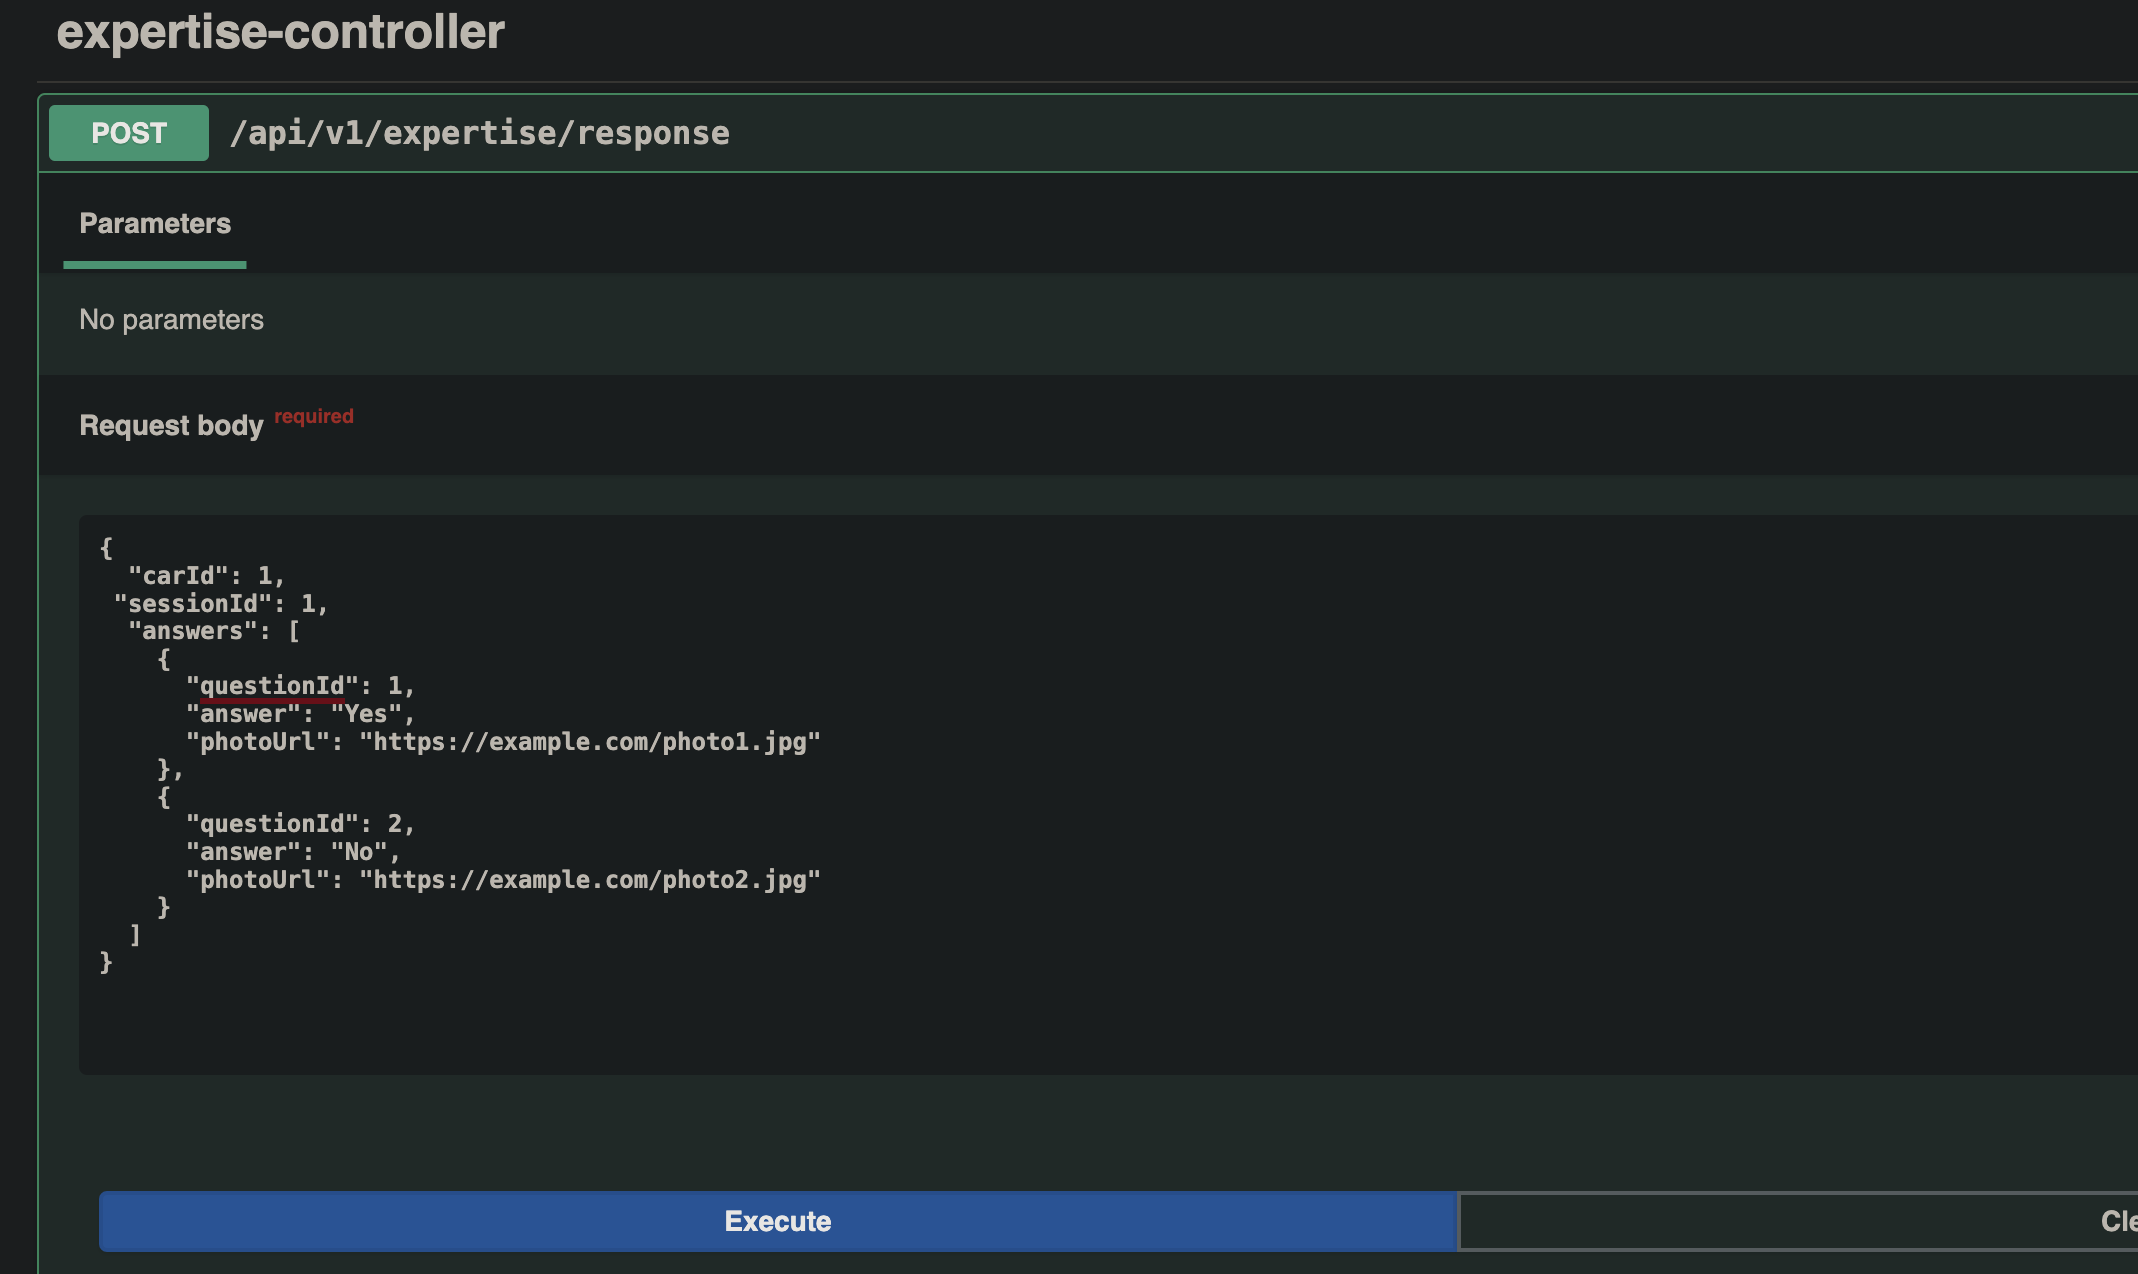 expertise-controller
POST /api/v1/expertise/response
Parameters
No parameters
Request body required
{
  "carId": 1,
 "sessionId": 1,
  "answers": [
    {
      "questionId": 1,
      "answer": "Yes",
      "photoUrl": "https://example.com/photo1.jpg"
    },
    {
      "questionId": 2,
      "answer": "No",
      "photoUrl": "https://example.com/photo2.jpg"
    }
  ]
}
Execute